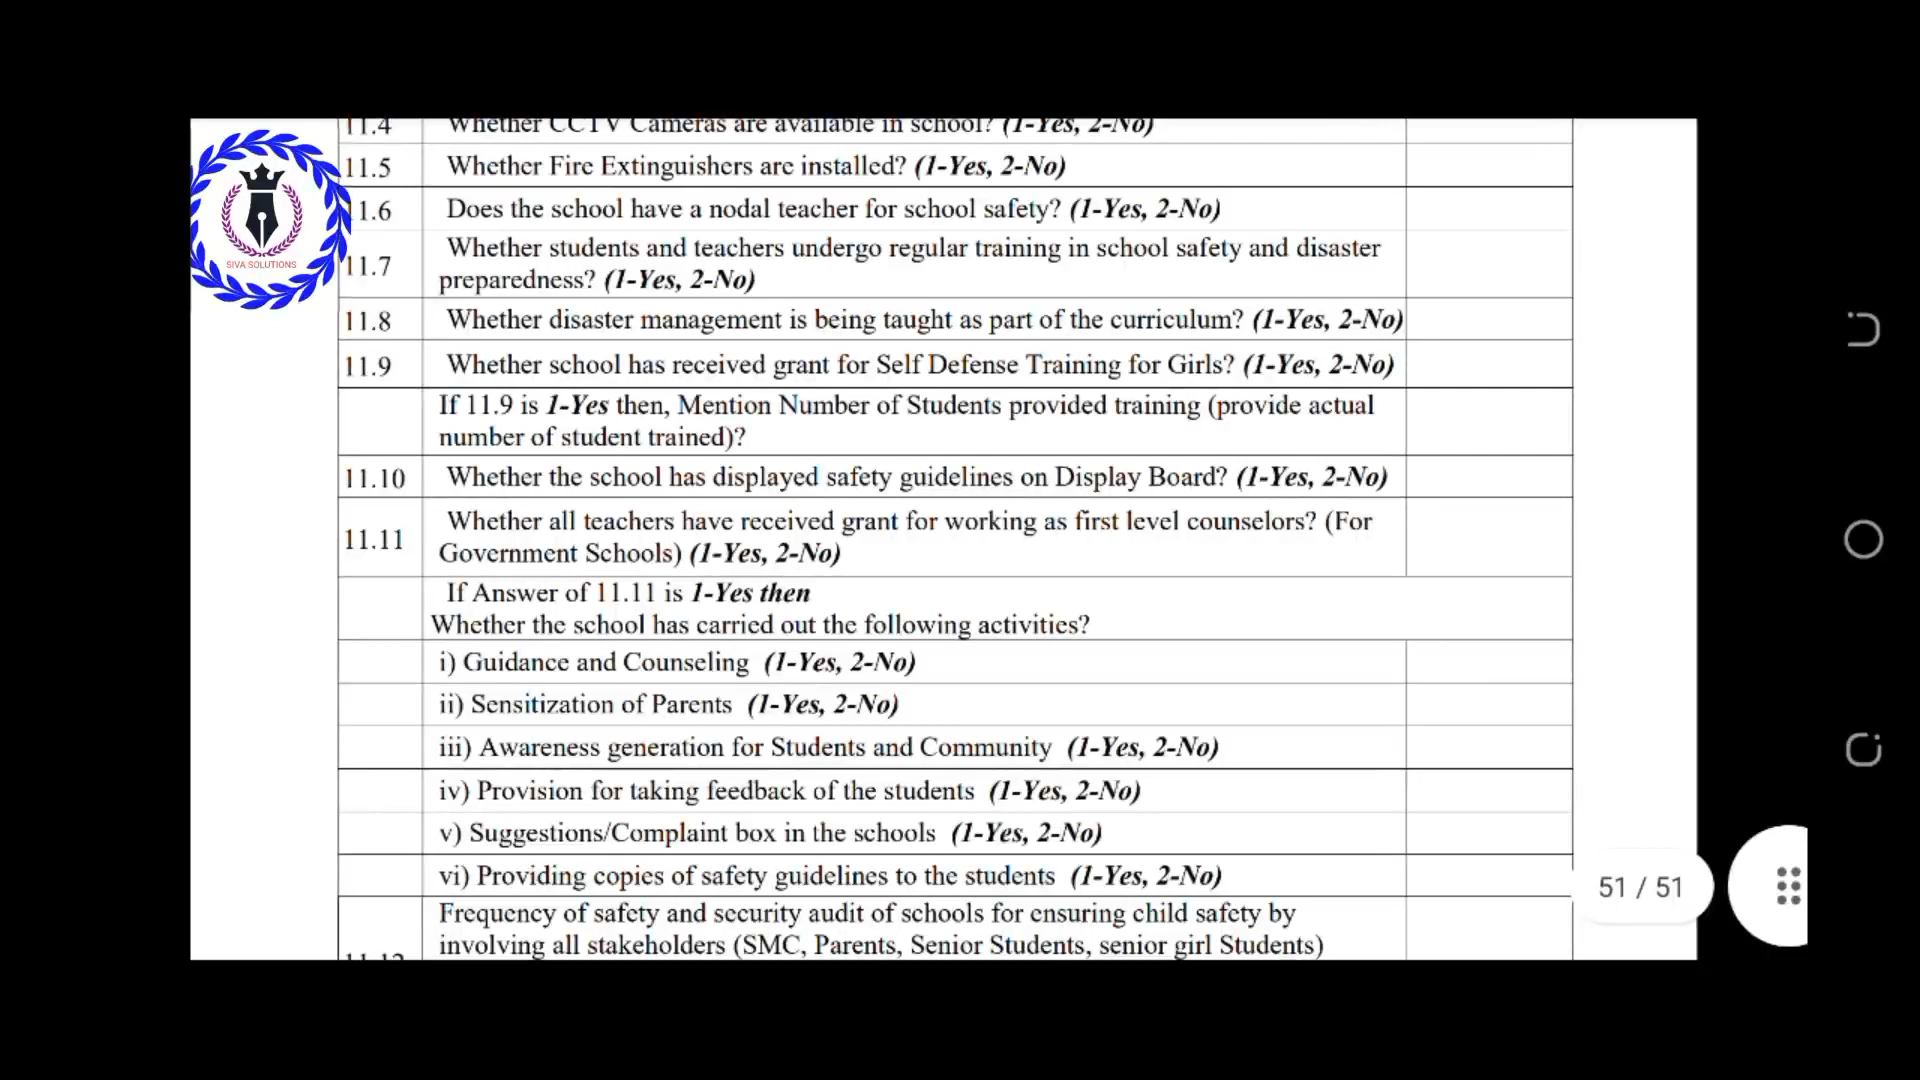 11.4 Whether CCTV Cameras are available in school? (1-Yes, 2-No)
11.5 Whether Fire Extinguishers are installed? (1-Yes, 2-No)
11.6 Does the school have a nodal teacher for school safety? (1-Yes, 2-No)
SIVA SOLUTIONS
11.7 Whether students and teachers undergo regular training in school safety and disaster
preparedness? (1-Yes, 2-No)
11.8 Whether disaster management is being taught as part of the curriculum? (1-Yes, 2-No)
11.9 Whether school has received grant for Self Defense Training for Girls? (1-Yes, 2-No)
If 11.9 is 1-Yes then, Mention Number of Students provided training (provide actual
number of student trained)?
11.10 Whether the school has displayed safety guidelines on Display Board? (1-Yes, 2-No)
11.11 Whether all teachers have received grant for working as first level counselors? (For
Government Schools) (1-Yes, 2-No)
If Answer of 11.11 is 1-Yes then
Whether the school has carried out the following activities?
i) Guidance and Counseling (1-Yes, 2-No)
ii) Sensitization of Parents (1-Yes, 2-No)
iii) Awareness generation for Students and Community (1-Yes, 2-No)
iv) Provision for taking feedback of the students (1-Yes, 2-No)
v) Suggestions/Complaint box in the schools (1-Yes, 2-No)
vi) Providing copies of safety guidelines to the students (1-Yes, 2-No)
51 / 51
Frequency of safety and security audit of schools for ensuring child safety by
involving all stakeholders (SMC, Parents, Senior Students, senior girl Students)